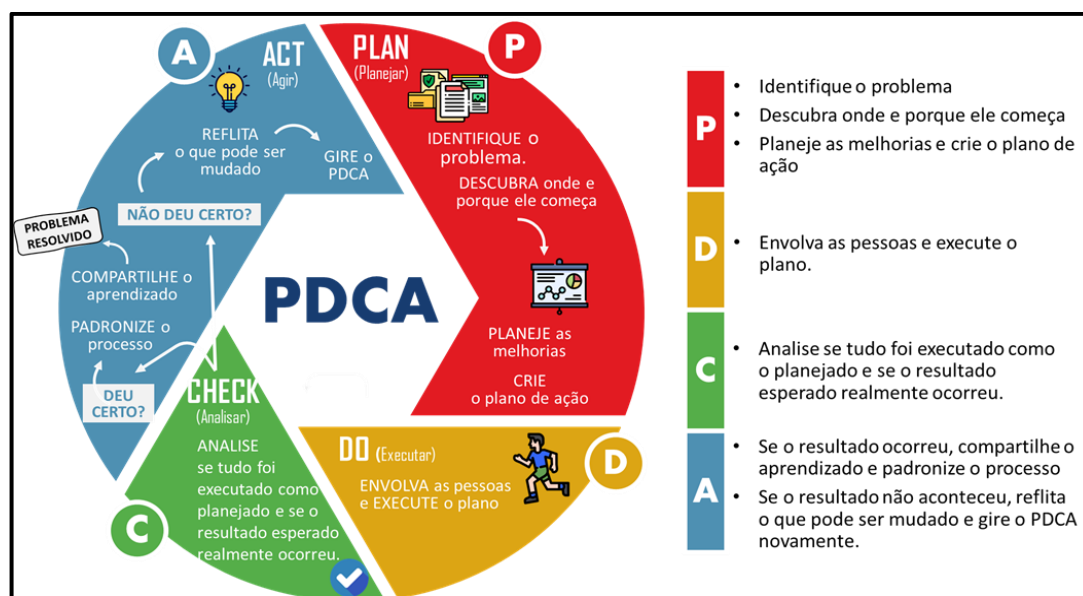 A
ACT
(Agir)
REFLITA
o que pode ser
mudado
GIRE o
PDCA
NÃO DEU CERTO?
PROBLEMA
RESOLVIDO
COMPARTILHE o
aprendizado
PADRONIZE o
processo
DEU
CERTO?
PLAN
(Planejar)
P
IDENTIFIQUE o
problema.
DESCUBRA onde e
porque ele começa
PLANEJE as
melhorias
CRIE
o plano de ação
PDCA
CHECK
(Analisar)
ANALISE
se tudo foi
executado como
planejado e se o
resultado esperado
realmente ocorreu.
C
DO (Executar)
ENVOLVA as pessoas
e EXECUTE o plano
D
P
• Identifique o problema
• Descubra onde e porque ele começa
• Planeje as melhorias e crie o plano de
ação
D
• Envolva as pessoas e execute o
plano.
C
• Analise se tudo foi executado como
o planejado e se o resultado
esperado realmente ocorreu.
A
• Se o resultado ocorreu, compartilhe o
aprendizado e padronize o processo
• Se o resultado não aconteceu, reflita
o que pode ser mudado e gire o PDCA
novamente.